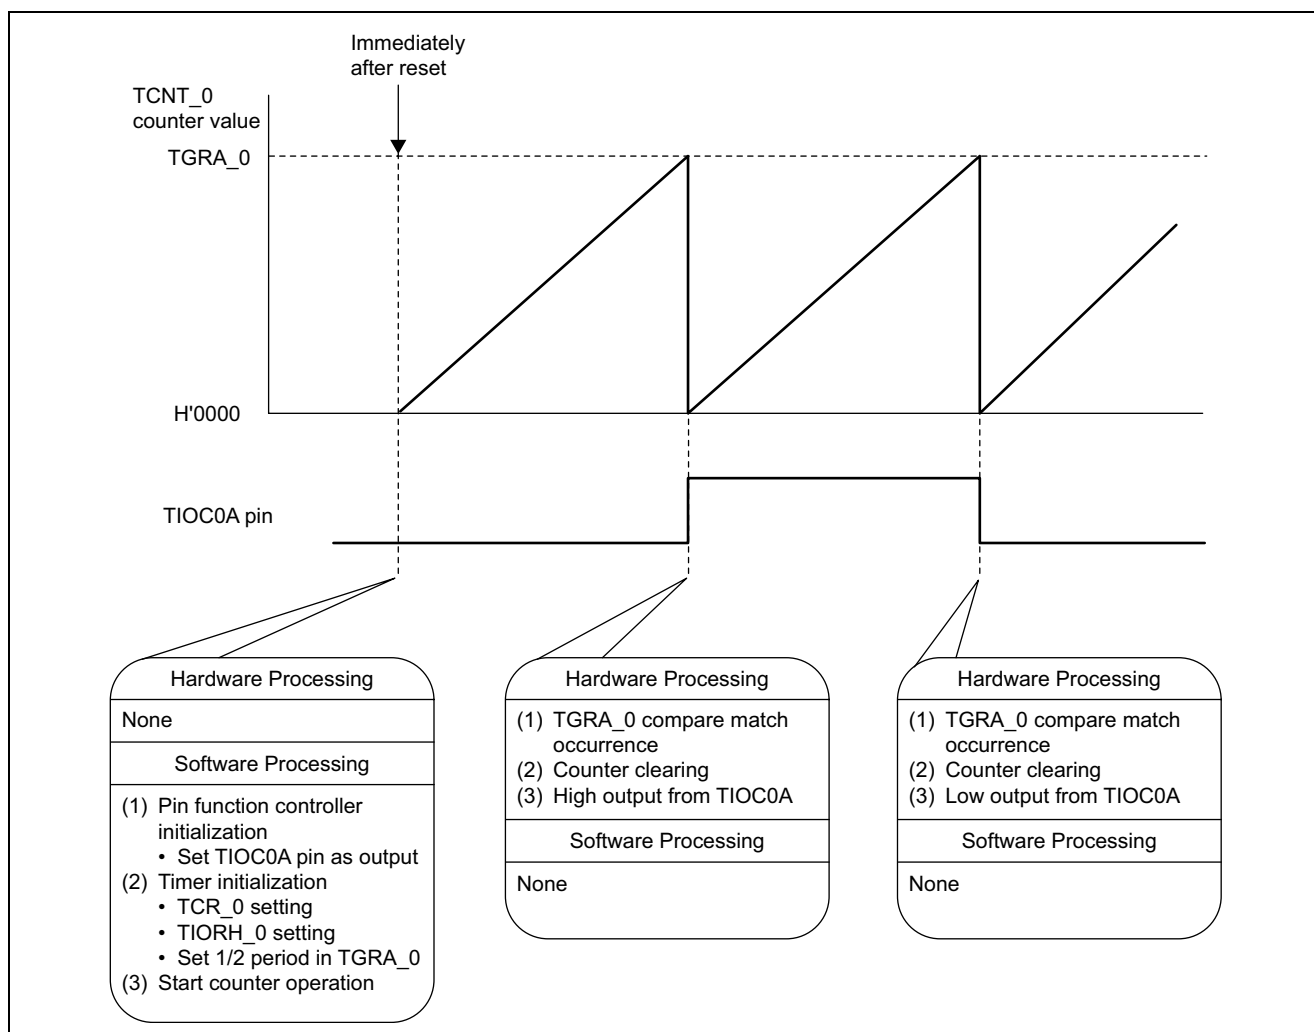 Immediately
after reset
TCNT_0
counter value
TGRA_0
H'0000
TIOC0A pin
Hardware Processing
None
Software Processing
(1) Pin function controller
initialization
• Set TIOC0A pin as output
(2) Timer initialization
• TCR_0 setting
• TIORH_0 setting
• Set 1/2 period in TGRA_0
(3) Start counter operation
Hardware Processing
(1) TGRA_0 compare match
occurrence
(2) Counter clearing
(3) High output from TIOC0A
Software Processing
None
Hardware Processing
(1) TGRA_0 compare match
occurrence
(2) Counter clearing
(3) Low output from TIOC0A
Software Processing
None